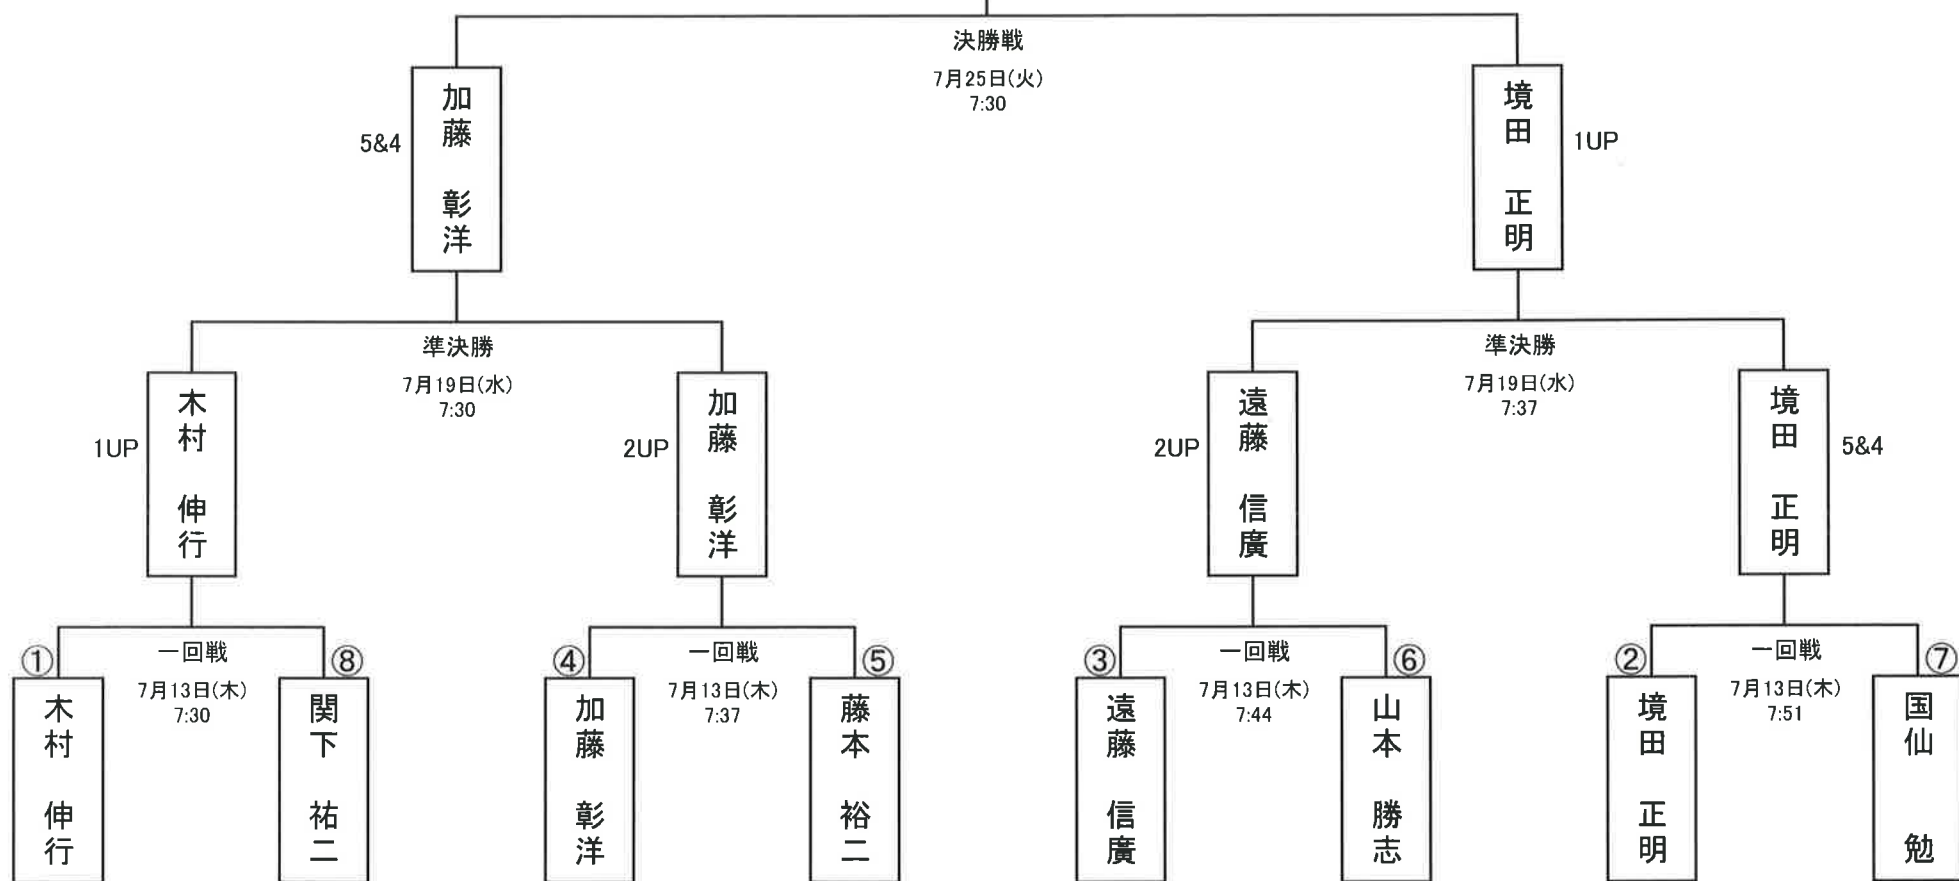 決勝戦
7月25日(火)
7:30
加藤 彰洋
5&4
境田 正明
1UP
準決勝
7月19日(水)
7:30
準決勝
7月19日(水)
7:37
木村 伸行
1UP
加藤 彰洋
2UP
遠藤 信廣
2UP
境田 正明
5&4
①
一回戦
⑧
7月13日(木)
7:30
木村 伸行
関下 祐二
④
一回戦
⑤
7月13日(木)
7:37
加藤 彰洋
藤本 裕二
③
一回戦
⑥
7月13日(木)
7:44
遠藤 信廣
山本 勝志
②
一回戦
⑦
7月13日(木)
7:51
境田 正明
国仙 勉